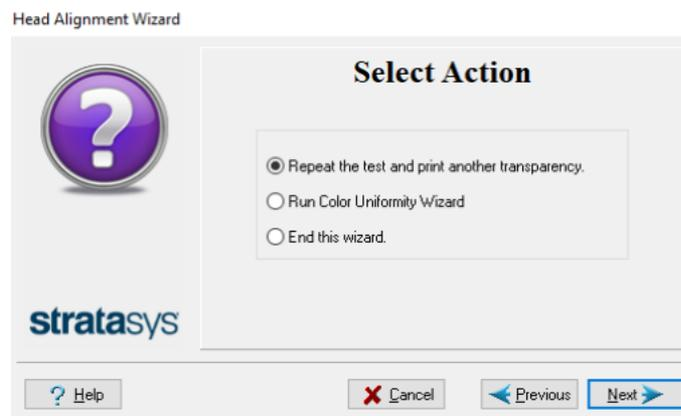 Head Alignment Wizard
Select Action
Repeat the test and print another transparency.
Run Color Uniformity Wizard
End this wizard.
stratasys
? Help
Cancel
Previous
Next